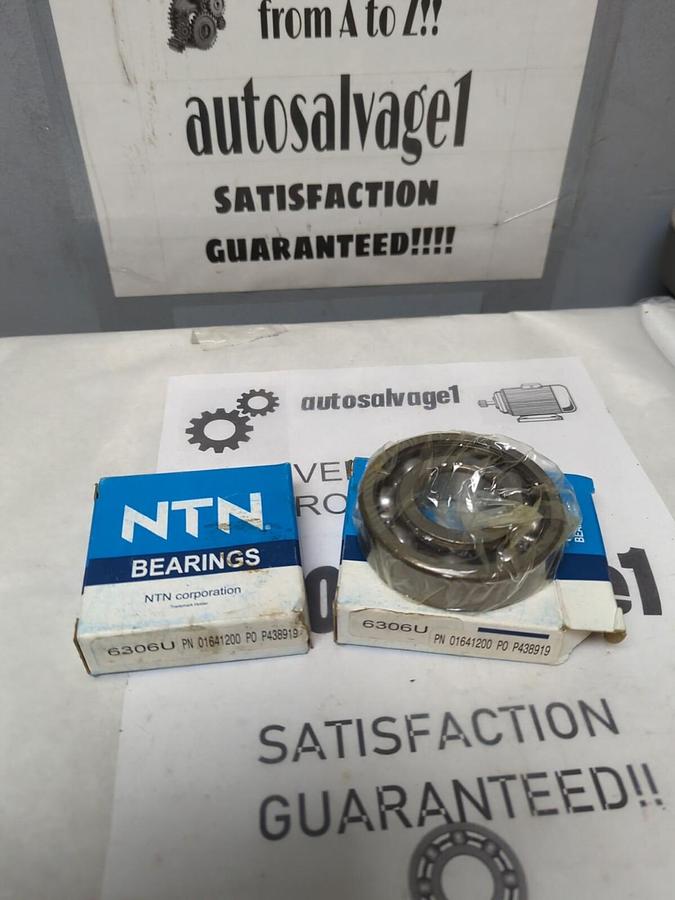 from A to Z!!
autosalvage1
SATISFACTION
GUARANTEED!!!!
autosalvage1
NTN
BEARINGS
NTN corporation
Trademark Holder
6306U PN 01641200 PO P438919
6306U PN 01641200 PO P438919
SATISFACTION
GUARANTEED!!